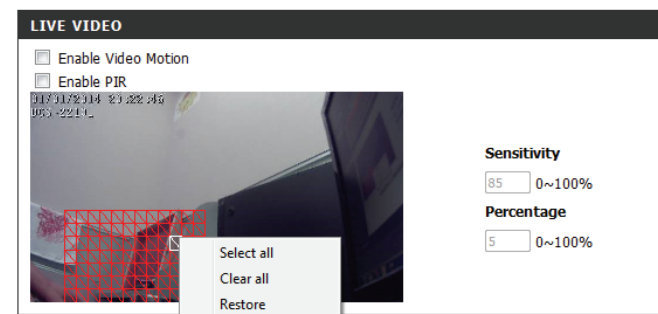 LIVE VIDEO
Enable Video Motion
Enable PIR
Sensitivity
85 0~100%
Percentage
5 0~100%
Select all
Clear all
Restore